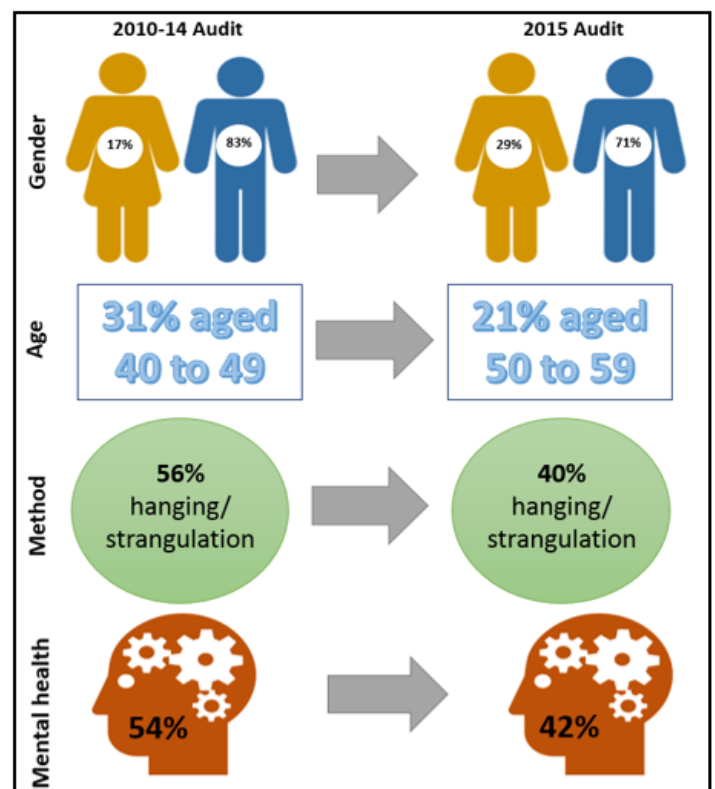 2010-14 Audit
2015 Audit
Gender
17%
83%
29%
71%
Age
31% aged
40 to 49
21% aged
50 to 59
Method
56%
hanging/
strangulation
40%
hanging/
strangulation
Mental health
54%
42%